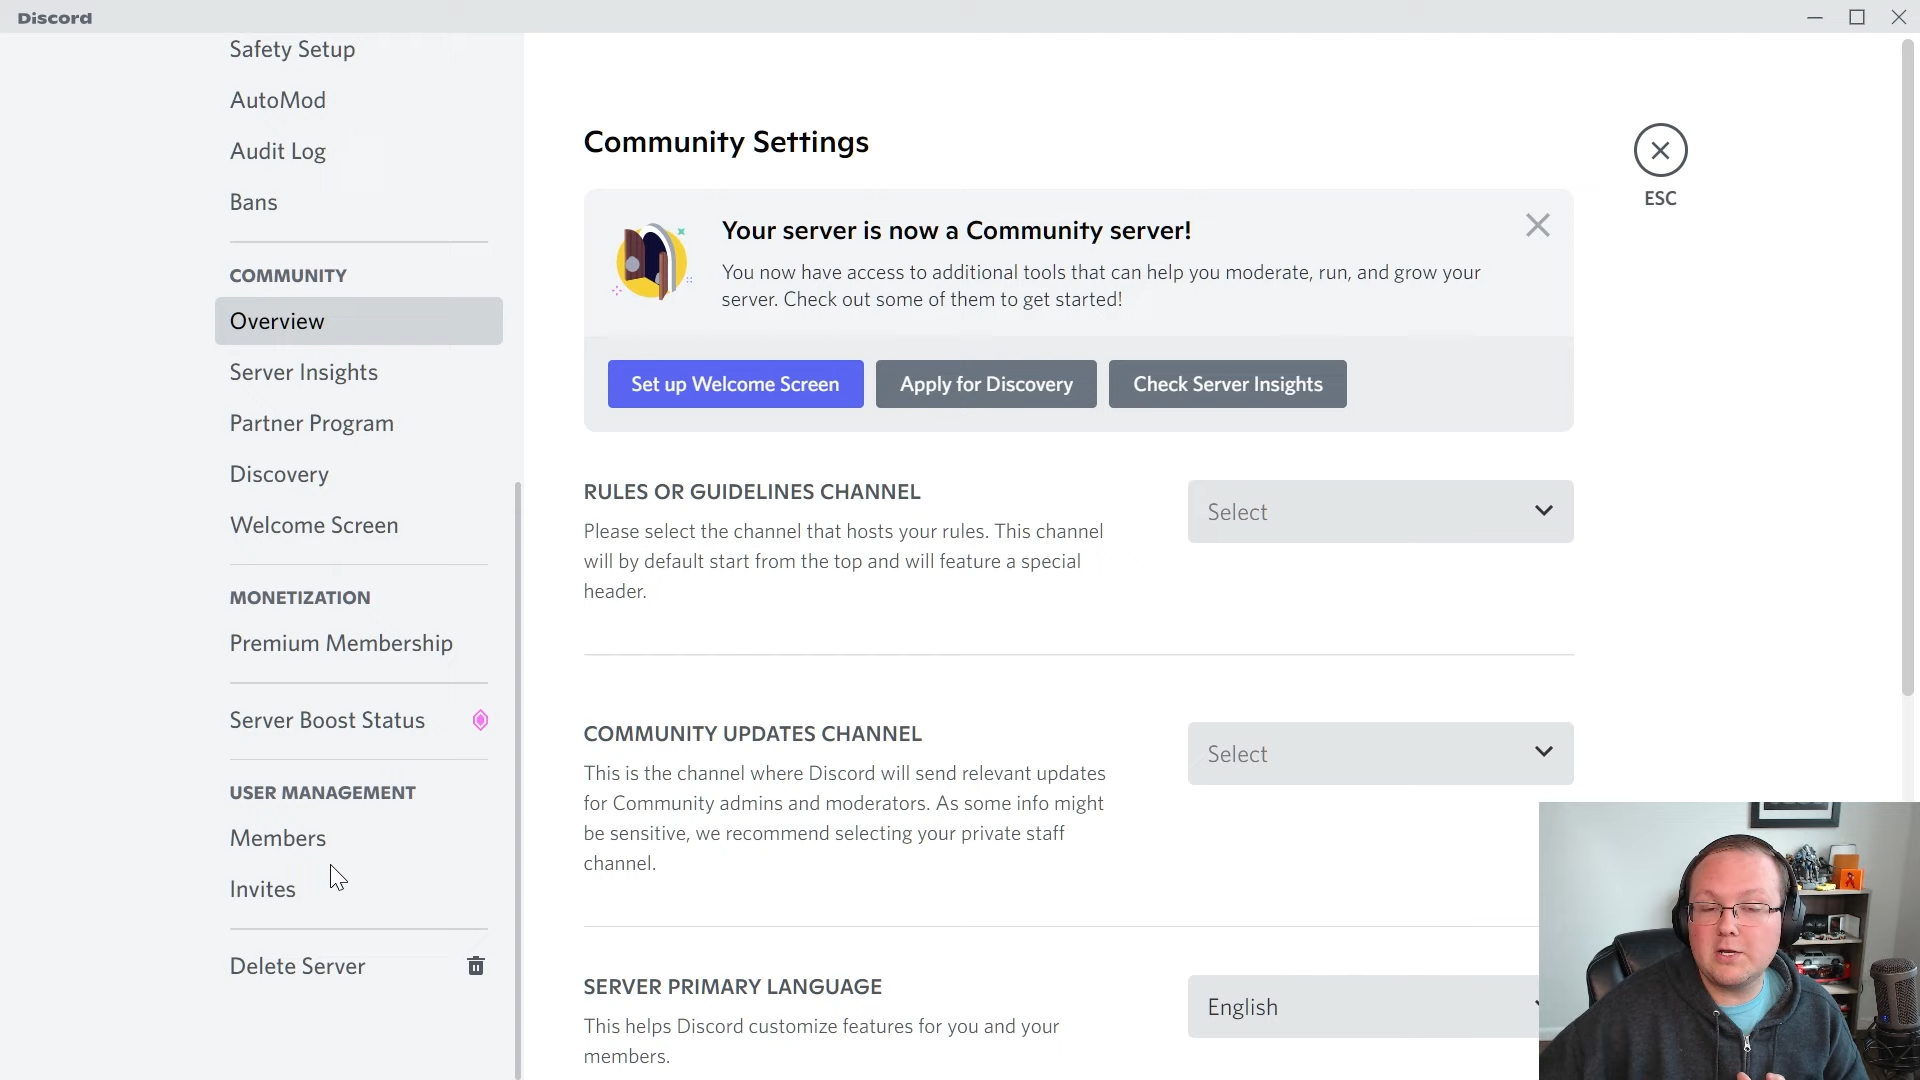 Discord
Safety Setup
AutoMod
Audit Log
Bans
COMMUNITY
Overview
Server Insights
Partner Program
Discovery
Welcome Screen
MONETIZATION
Premium Membership
Server Boost Status
USER MANAGEMENT
Members
Invites
Delete Server
Community Settings
ESC
Your server is now a Community server!
You now have access to additional tools that can help you moderate, run, and grow your
server. Check out some of them to get started!
Set up Welcome Screen Apply for Discovery Check Server Insights
RULES OR GUIDELINES CHANNEL
Please select the channel that hosts your rules. This channel
will by default start from the top and will feature a special
header.
Select
COMMUNITY UPDATES CHANNEL
This is the channel where Discord will send relevant updates
for Community admins and moderators. As some info might
be sensitive, we recommend selecting your private staff
channel.
Select
SERVER PRIMARY LANGUAGE
This helps Discord customize features for you and your
members.
English